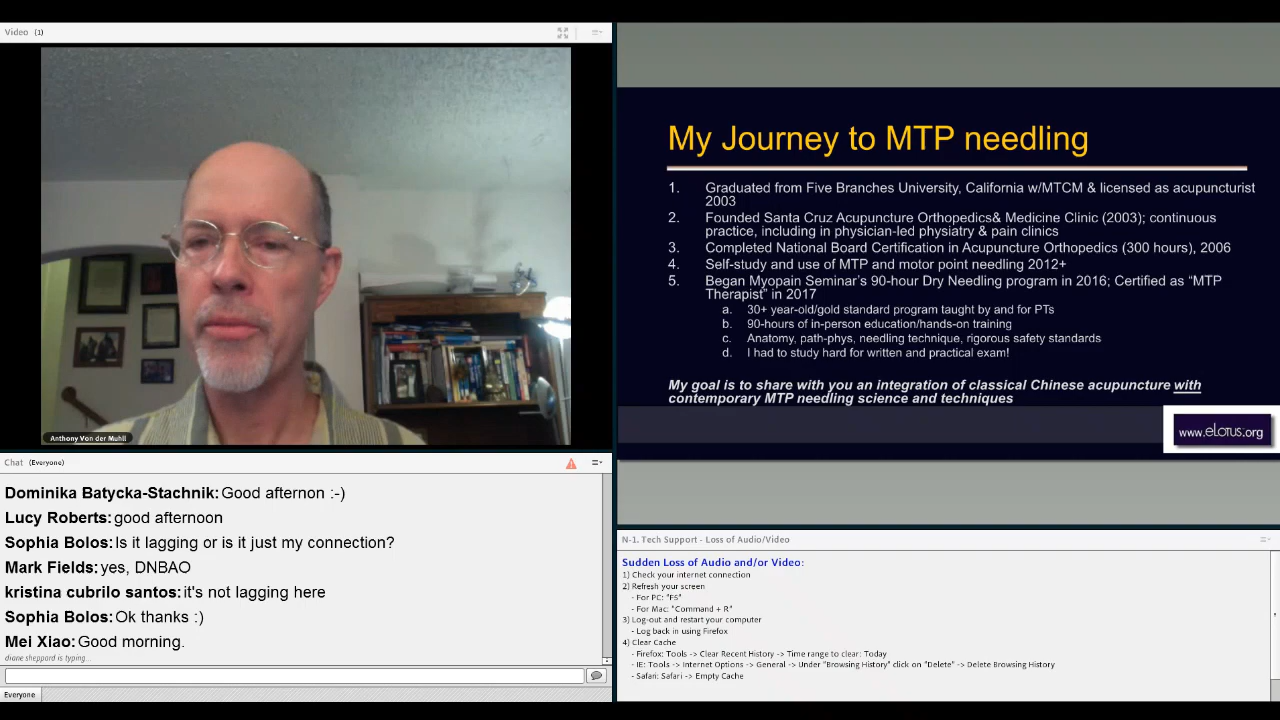 Video (1)
Anthony Von der Muhll
My Journey to MTP needling
1. Graduated from Five Branches University, California w/MTCM & licensed as acupuncturist
2003
2. Founded Santa Cruz Acupuncture Orthopedics& Medicine Clinic (2003); continuous
practice, including in physician-led physiatry & pain clinics
3. Completed National Board Certification in Acupuncture Orthopedics (300 hours), 2006
4. Self-study and use of MTP and motor point needling 2012+
5. Began Myopain Seminar's 90-hour Dry Needling program in 2016; Certified as “MTP
Therapist” in 2017
a. 30+ year-old/gold standard program taught by and for PTs
b. 90-hours of in-person education/hands-on training
c. Anatomy, path-phys, needling technique, rigorous safety standards
d. I had to study hard for written and practical exam!
My goal is to share with you an integration of classical Chinese acupuncture with
contemporary MTP needling science and techniques
www.eLotus.org
Chat (Everyone)
Dominika Batycka-Stachnik: Good afternon :-)
Lucy Roberts: good afternoon
Sophia Bolos: Is it lagging or is it just my connection?
Mark Fields: yes, DNBAO
kristina cubrilo santos: it's not lagging here
Sophia Bolos: Ok thanks :)
Mei Xiao: Good morning.
diane sheppard is typing...
Everyone
N-1. Tech Support - Loss of Audio/Video
Sudden Loss of Audio and/or Video:
1) Check your internet connection
2) Refresh your screen
- For PC: "F5"
- For Mac: "Command + R"
3) Log-out and restart your computer
- Log back in using Firefox
4) Clear Cache
- Firefox: Tools -> Clear Recent History -> Time range to clear: Today
- IE: Tools -> Internet Options -> General -> Under "Browsing History" click on "Delete" -> Delete Browsing History
- Safari: Safari -> Empty Cache